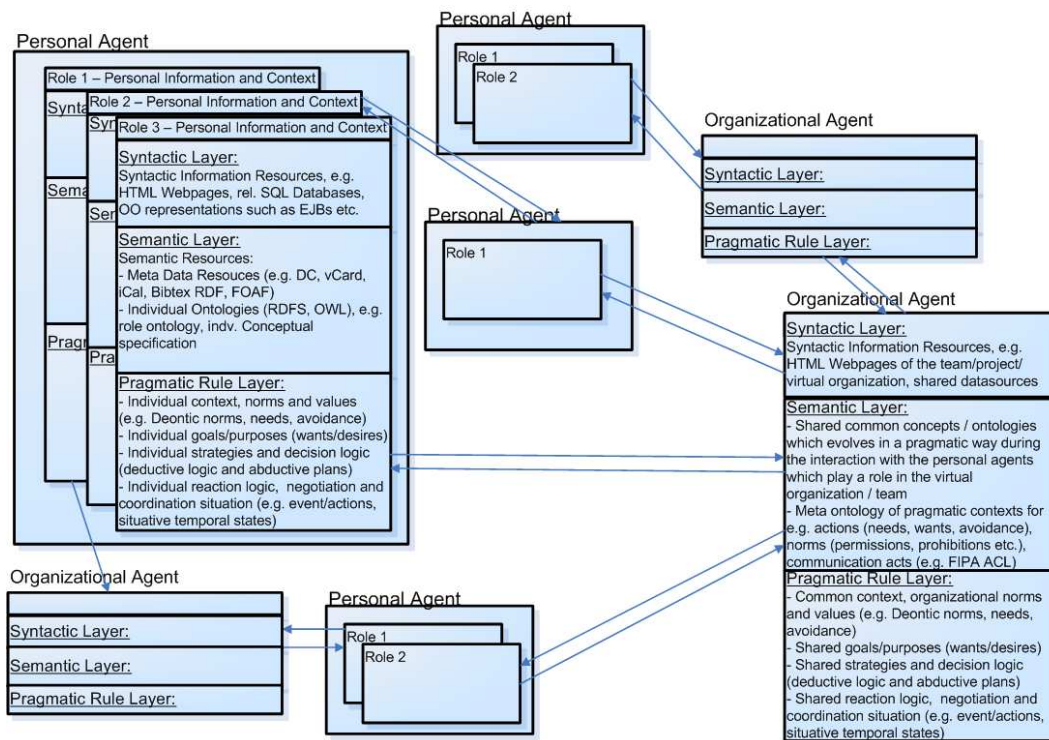 Personal Agent
Role 1 – Personal Information and Context
Synta
Sema
Pragr
Role 2 – Personal Information and Context
Syn
Sem
Pra
Role 3 – Personal Information and Context
Syntactic Layer:
Syntactic Information Resources, e.g.
HTML Webpages, rel. SQL Databases,
OO representations such as EJBs etc.
Semantic Layer:
Semantic Resources:
- Meta Data Resouces (e.g. DC, vCard,
iCal, Bibtex RDF, FOAF)
- Individual Ontologies (RDFS, OWL), e.g.
role ontology, indv. Conceptual
specification
Pragmatic Rule Layer:
- Individual context, norms and values
(e.g. Deontic norms, needs, avoidance)
- Individual goals/purposes (wants/desires)
- Individual strategies and decision logic
(deductive logic and abductive plans)
- Individual reaction logic, negotiation and
coordination situation (e.g. event/actions,
situative temporal states)
Personal Agent
Role 1
Role 2
Organizational Agent
Syntactic Layer:
Semantic Layer:
Pragmatic Rule Layer:
Personal Agent
Role 1
Organizational Agent
Syntactic Layer:
Syntactic Information Resources, e.g.
HTML Webpages of the team/project/
virtual organization, shared datasources
Semantic Layer:
- Shared common concepts / ontologies
which evolves in a pragmatic way during
the interaction with the personal agents
which play a role in the virtual
organization / team
- Meta ontology of pragmatic contexts for
e.g. actions (needs, wants, avoidance),
norms (permissions, prohibitions etc.),
communication acts (e.g. FIPA ACL)
Pragmatic Rule Layer:
- Common context, organizational norms
and values (e.g. Deontic norms, needs,
avoidance)
- Shared goals/purposes (wants/desires)
- Shared strategies and decision logic
(deductive logic and abductive plans)
- Shared reaction logic, negotiation and
coordination situation (e.g. event/actions,
situative temporal states)
Organizational Agent
Syntactic Layer:
Semantic Layer:
Pragmatic Rule Layer:
Personal Agent
Role 1
Role 2